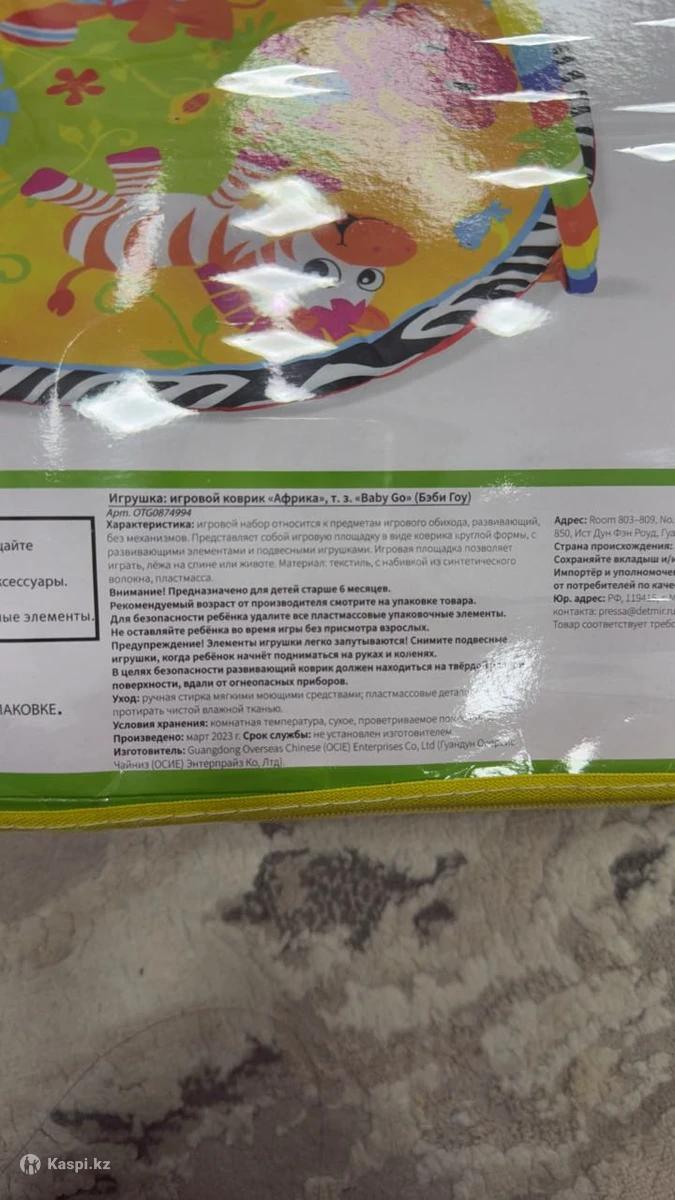 Игрушка: игровой коврик «Африка», т. з. «Baby Go» (Бэби Гоу)
Арт. OTG0874994
Характеристика: игровой набор относится к предметам игрового обихода, развивающий,
без механизмов. Представляет собой игровую площадку в виде коврика круглой формы, с
развивающими элементами и подвесными игрушками. Игровая площадка позволяет
играть, лёжа на спине или животе. Материал: текстиль, с набивкой из синтетического
волокна, пластмасса.
Внимание! Предназначено для детей старше 6 месяцев.
Рекомендуемый возраст от производителя смотрите на упаковке товара.
Для безопасности ребёнка удалите все пластмассовые упаковочные элементы.
Не оставляйте ребёнка во время игры без присмотра взрослых.
Предупреждение! Элементы игрушки легко запутываются! Снимите подвесные
игрушки, когда ребёнок начнёт подниматься на руках и коленях.
В целях безопасности развивающий коврик должен находиться на твёрдой
поверхности, вдали от огнеопасных приборов.
Уход: ручная стирка мягкими моющими средствами; пластмассовые
протирать чистой влажной тканью.
Условия хранения: комнатная температура, сухое, проветриваемое
Произведено: март 2023 г. Срок службы: не установлен изготовителем
Изготовитель: Guangdong Overseas Chinese (OCIE) Enterprises Co, Ltd (Гуандун
Чайниз (ОСИЕ) Энтерпрайз Ко, Лтд).
щайте
ксессуары.
ные элементы.
ПАКОВКЕ.
Адрес: Room 803–809, No.
850, Ист Дун Фэн Роуд,
Страна происхождения:
Сохраняйте вкладыш
Импортёр и
от потребителей по
Юр. адрес: РФ,
контакта: pressa@detmir.ru
Товар соответствует
Kaspi.kz